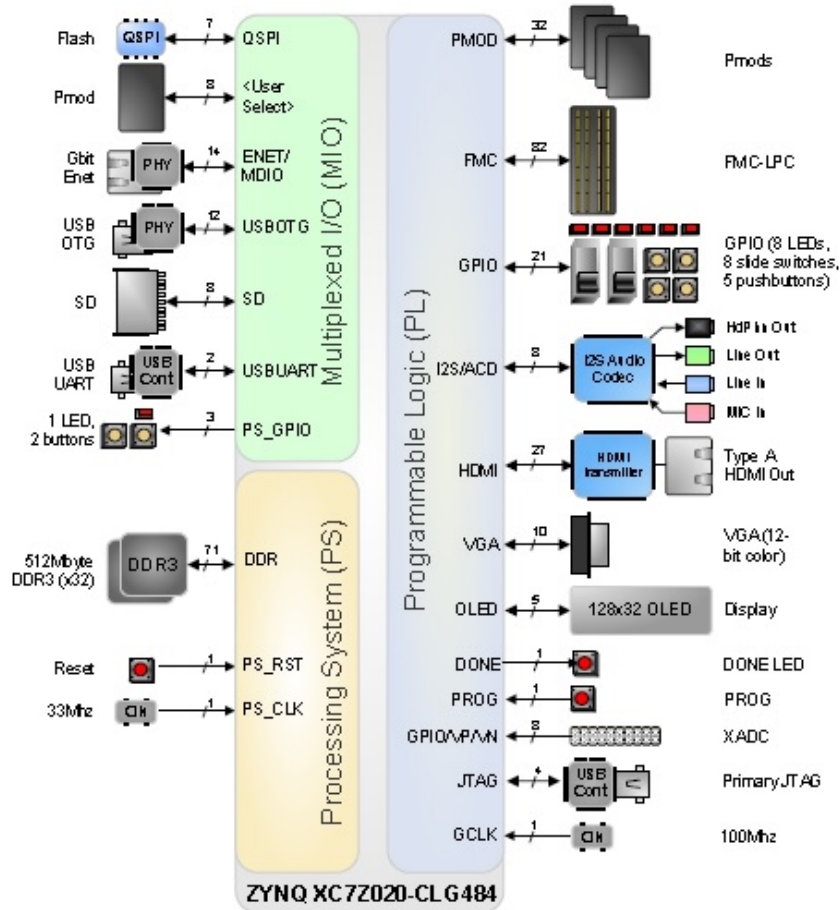 Flash
QSPI
7
QSPI
Pmod
8
<User
Select>
Gbit
Enet
PHY
14
ENET/
MDIO
USB
OTG
PHY
12
USBOTG
SD
8
SD
USB
UART
USB
Cont
2
USBUART
1 LED,
2 buttons
3
PS_GPIO
Multiplexed I/O (MIO)
512Mbyte
DDR3 (x32)
DDR3
71
DDR
Reset
1
PS_RST
33Mhz
Clk
1
PS_CLK
Processing System (PS)
Programmable Logic (PL)
PMOD
32
Pmods
FMC
82
FMC-LPC
GPIO
21
GPIO (8 LEDs,
8 slide switches,
5 pushbuttons)
I2S/ACD
8
I2S Audio
Codec
HdPhn Out
Line Out
Line In
MIC In
HDMI
27
HDMI
Transmitter
Type A
HDMI Out
VGA
10
VGA (12-
bit color)
OLED
5
128x32 OLED
Display
DONE
1
DONE LED
PROG
1
PROG
GPIO/VP/VN
8
XADC
JTAG
4
USB
Cont
Primary JTAG
GCLK
1
Clk
100Mhz
ZYNQ XC7Z020-CLG484